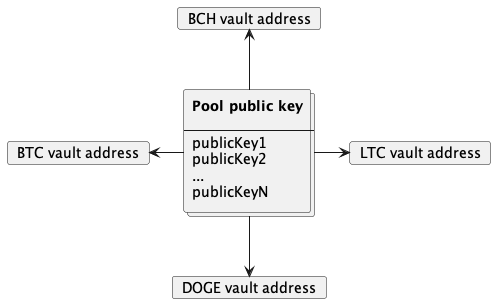 BCH vault address
Pool public key
publicKey1
publicKey2
...
publicKeyN
BTC vault address
LTC vault address
DOGE vault address